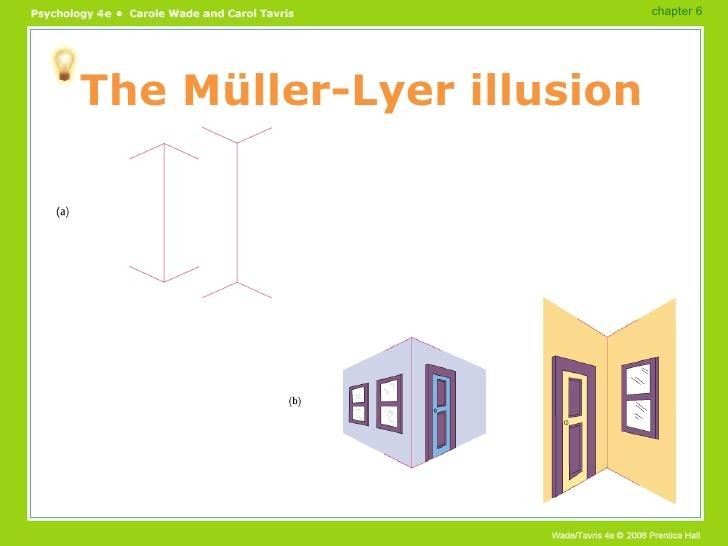 Psychology 4e ● Carole Wade and Carol Tavris
chapter 6
The Müller-Lyer illusion
(a)
(b)
Wade/Tavris 4e © 2006 Prentice Hall